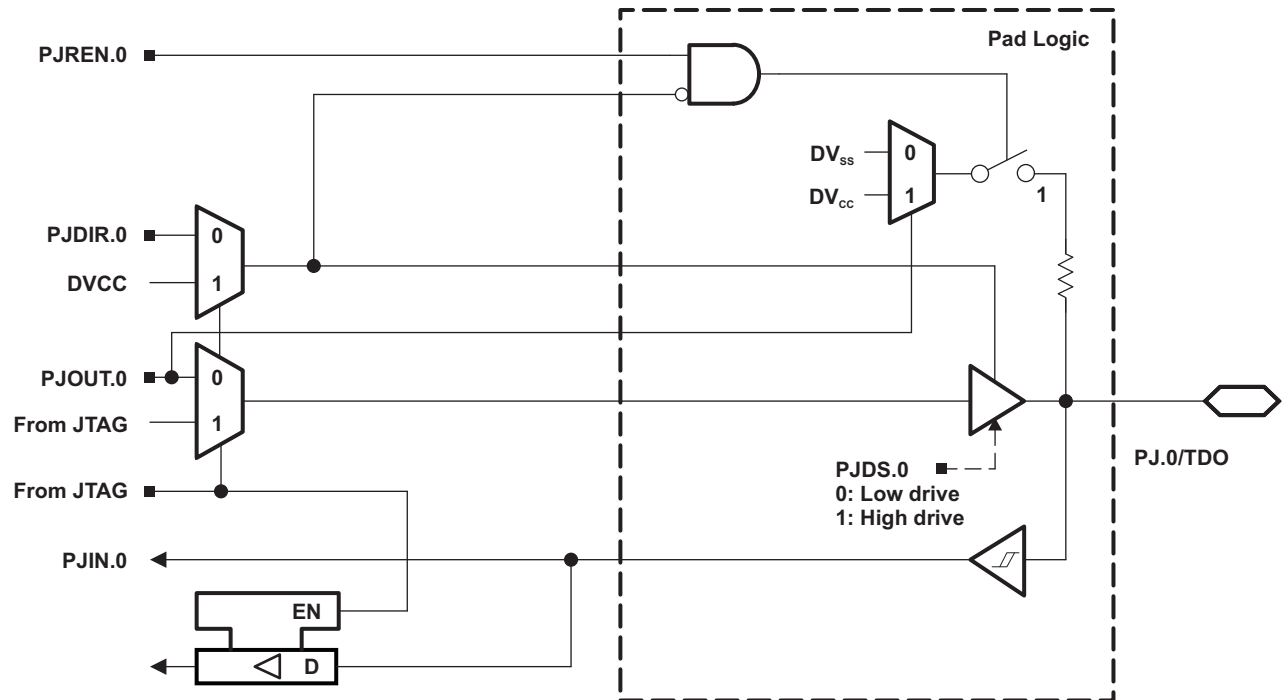 Pad Logic
PJREN.0
DVSS
0
DVCC
1
1
PJDIR.0
0
DVCC
1
PJOUT.0
0
From JTAG
1
PJ.0/TDO
PJDS.0
0: Low drive
1: High drive
From JTAG
PJIN.0
EN
D